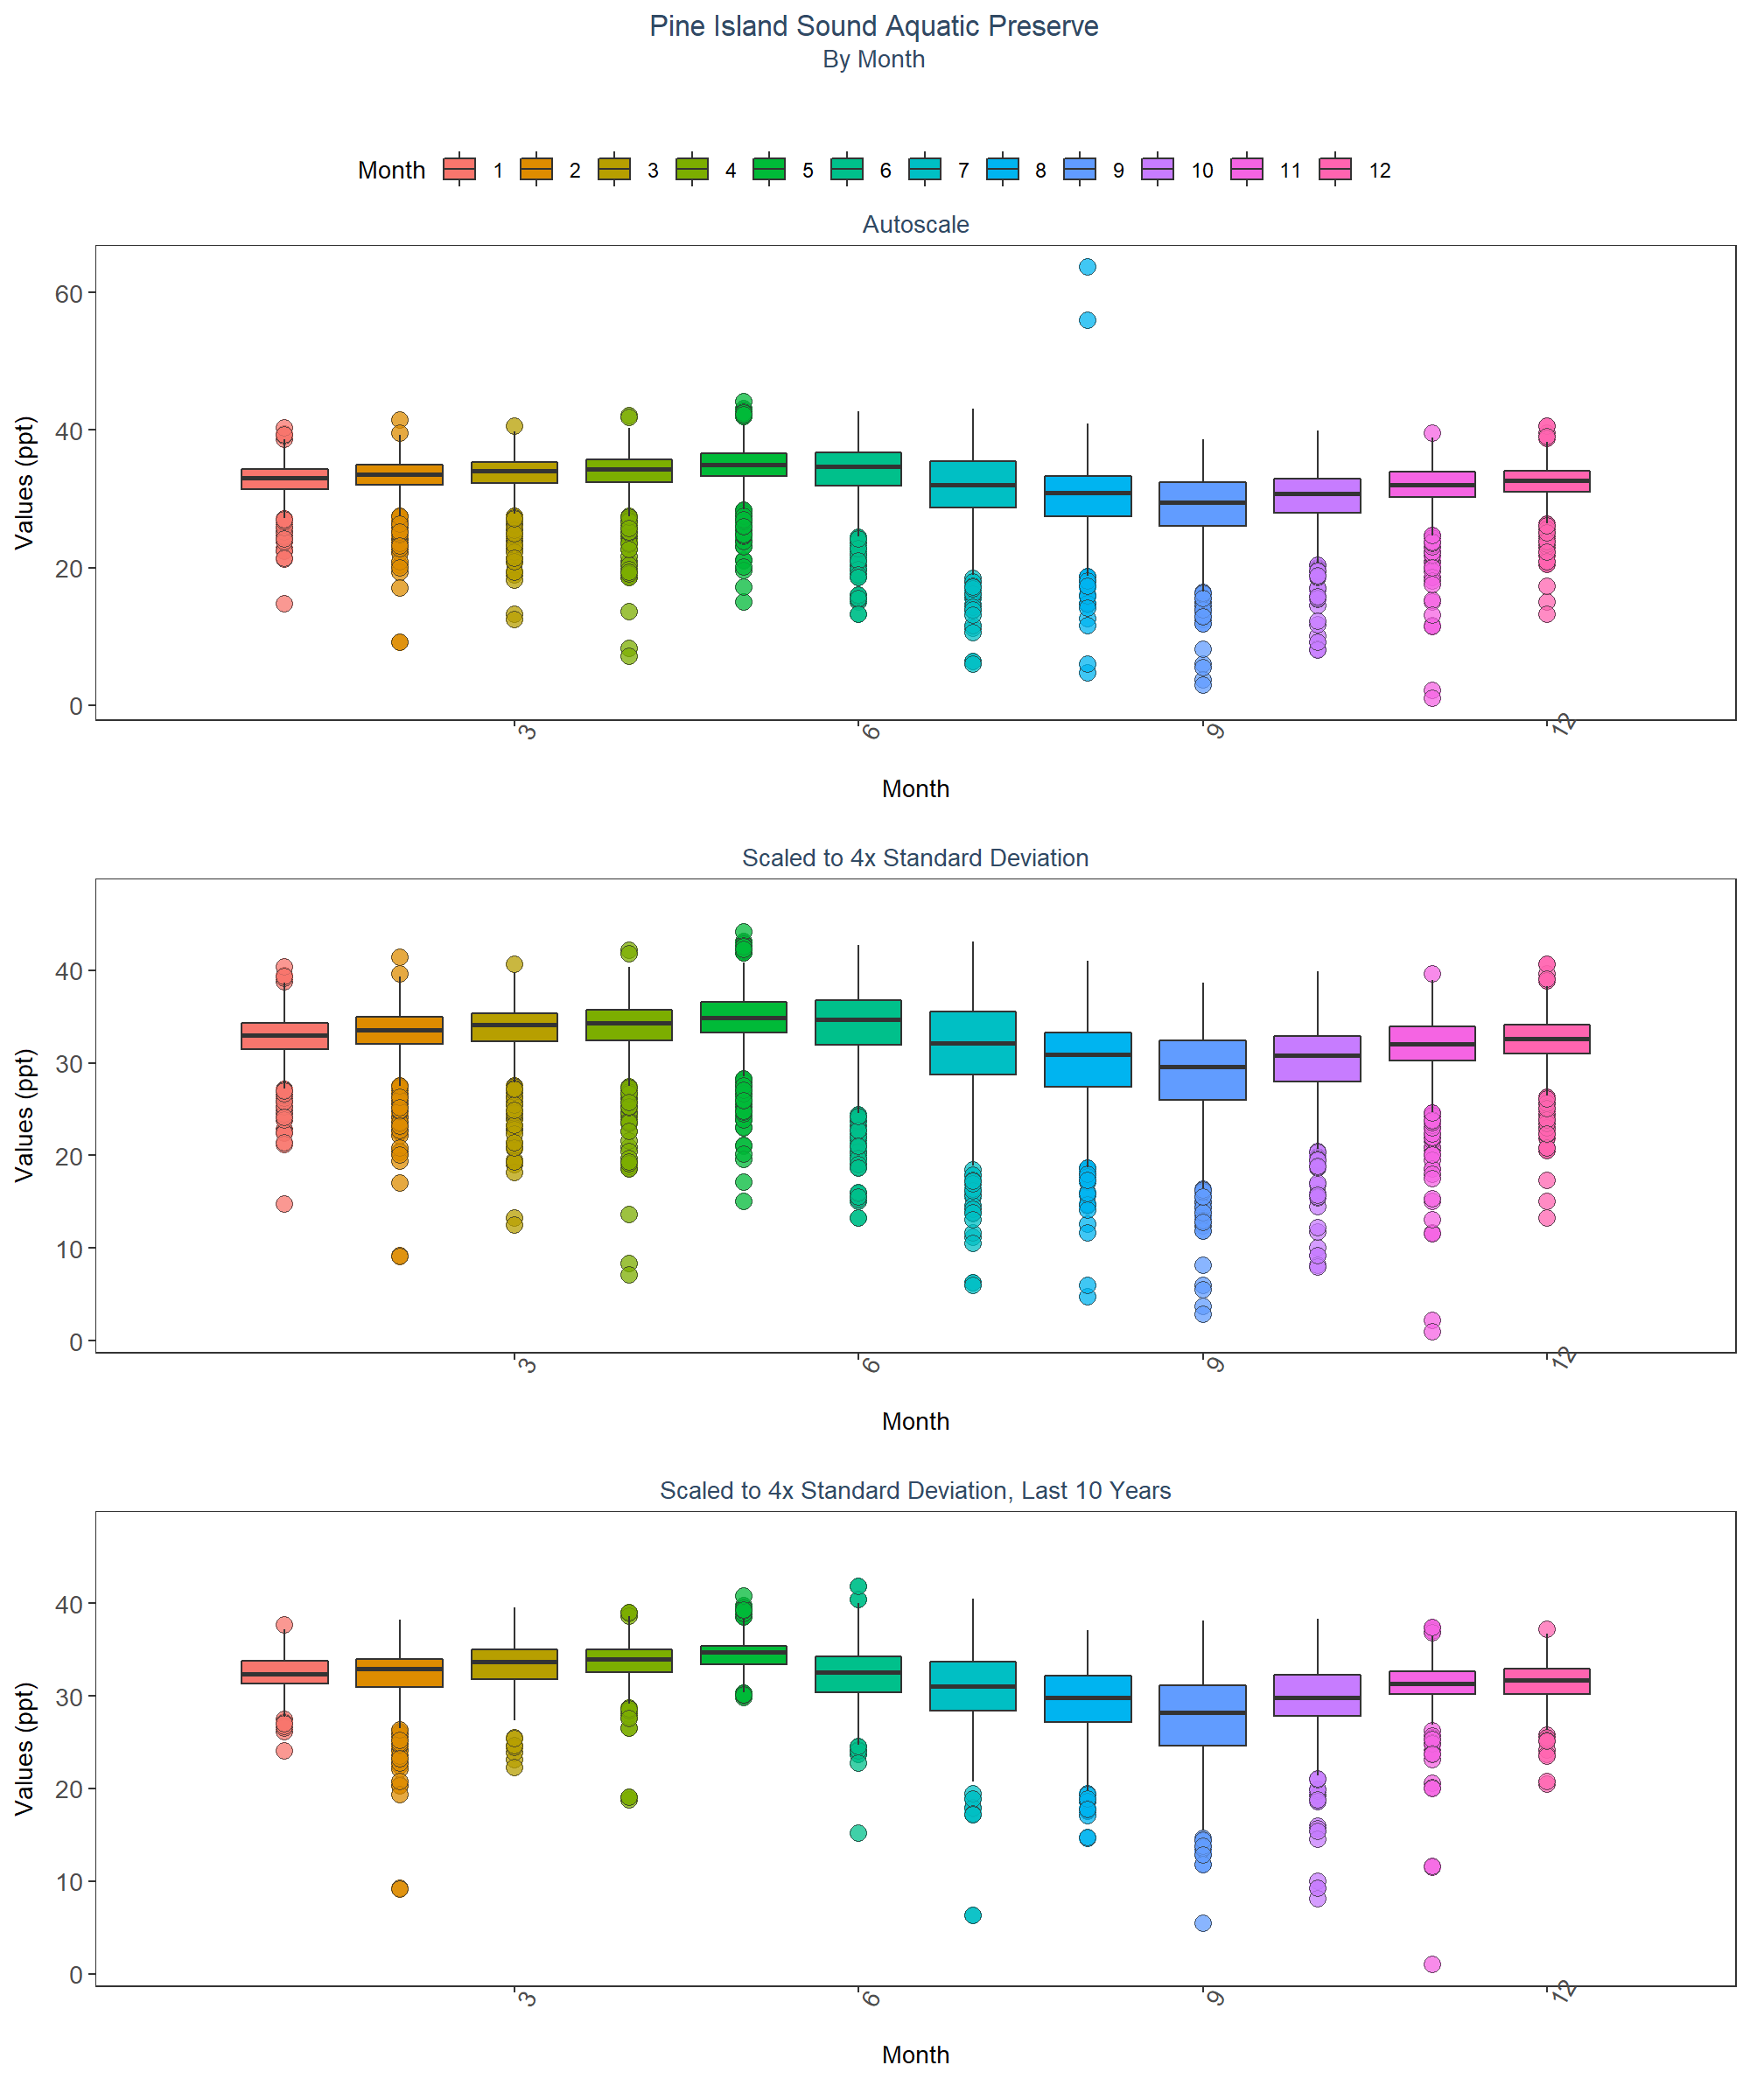 Pine Island Sound Aquatic Preserve
By Month
Month 1 2 3 4 5 6 7 8 9 10 11 12
Autoscale
Values (ppt)
60
40
20
0
3 6 9 12
Month
Scaled to 4x Standard Deviation
Values (ppt)
40
30
20
10
0
3 6 9 12
Month
Scaled to 4x Standard Deviation, Last 10 Years
Values (ppt)
40
30
20
10
0
3 6 9 12
Month